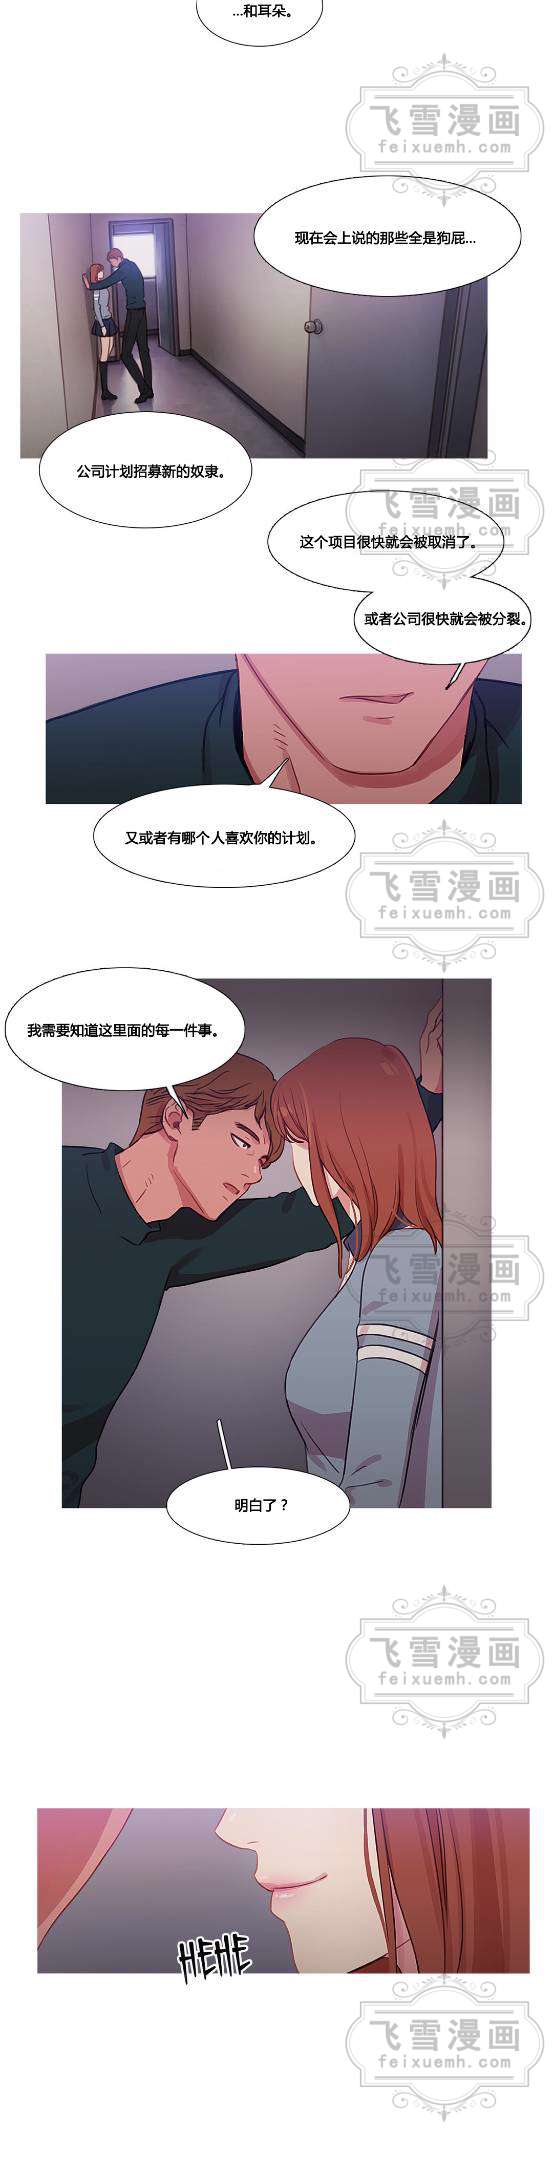 ...和耳朵。
飞雪漫画
feixuemh.com
现在会上说的那些全是狗屁...
公司计划招募新的奴隶。
飞雪漫画
feixuemh.com
这个项目很快就会被取消了。
或者公司很快就会被分裂。
又或者有哪个人喜欢你的计划。
飞雪漫画
feixuemh.com
我需要知道这里面的每一件事。
飞雪漫画
feixuemh.com
明白了？
飞雪漫画
feixuemh.com
HEHE
飞雪漫画
feixuemh.com